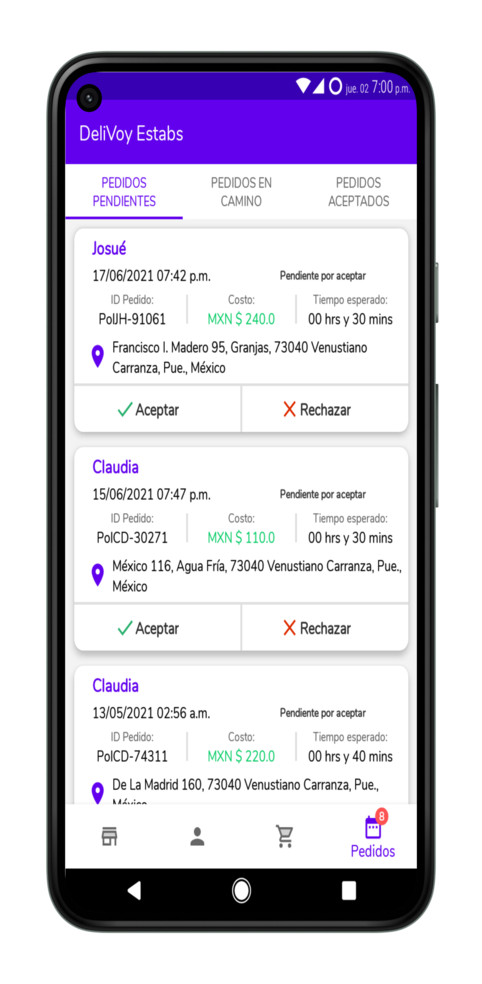 jue. 02 7:00 p.m.
DeliVoy Estabs
PEDIDOS
PENDIENTES
PEDIDOS EN
CAMINO
PEDIDOS
ACEPTADOS
Josué
17/06/2021 07:42 p.m.
Pendiente por aceptar
ID Pedido:
Costo:
Tiempo esperado:
PolJH-91061
MXN $ 240.0
00 hrs y 30 mins
Francisco I. Madero 95, Granjas, 73040 Venustiano
Carranza, Pue., México
Aceptar
Rechazar
Claudia
15/06/2021 07:47 p.m.
Pendiente por aceptar
ID Pedido:
Costo:
Tiempo esperado:
PolCD-30271
MXN $ 110.0
00 hrs y 30 mins
México 116, Agua Fría, 73040 Venustiano Carranza, Pue.,
México
Aceptar
Rechazar
Claudia
13/05/2021 02:56 a.m.
Pendiente por aceptar
ID Pedido:
Costo:
Tiempo esperado:
PolCD-74311
MXN $ 220.0
00 hrs y 40 mins
De La Madrid 160, 73040 Venustiano Carranza, Pue.,
México
8
Pedidos